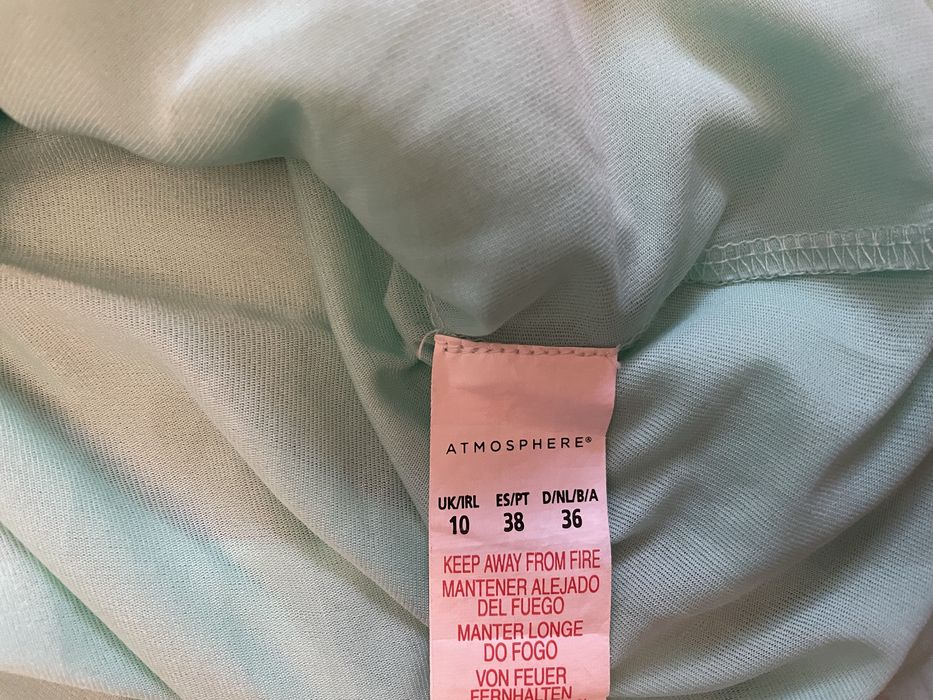 ATMOSPHERE®
UK/IRL ES/PT D/NL/B/A
10 38 36
KEEP AWAY FROM FIRE
MANTENER ALEJADO
DEL FUEGO
MANTER LONGE
DO FOGO
VON FEUER
FERNHALTEN